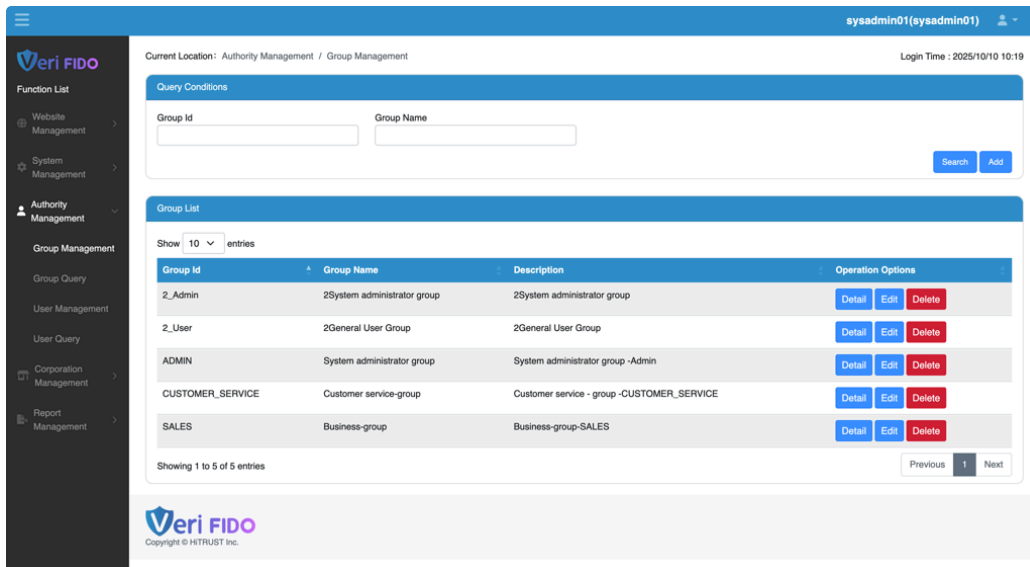 sysadmin01(sysadmin01)
Veri FIDO
Function List
Website Management
System Management
Authority Management
Group Management
Group Query
User Management
User Query
Corporation Management
Report Management
Current Location: Authority Management / Group Management
Login Time : 2025/10/10 10:19
Query Conditions
Group Id Group Name
Search Add
Group List
Show 10 entries
Group Id Group Name Description Operation Options
2_Admin 2System administrator group 2System administrator group Detail Edit Delete
2_User 2General User Group 2General User Group Detail Edit Delete
ADMIN System administrator group System administrator group -Admin Detail Edit Delete
CUSTOMER_SERVICE Customer service-group Customer service - group -CUSTOMER_SERVICE Detail Edit Delete
SALES Business-group Business-group-SALES Detail Edit Delete
Showing 1 to 5 of 5 entries
Previous 1 Next
Veri FIDO
Copyright © HiTRUST Inc.